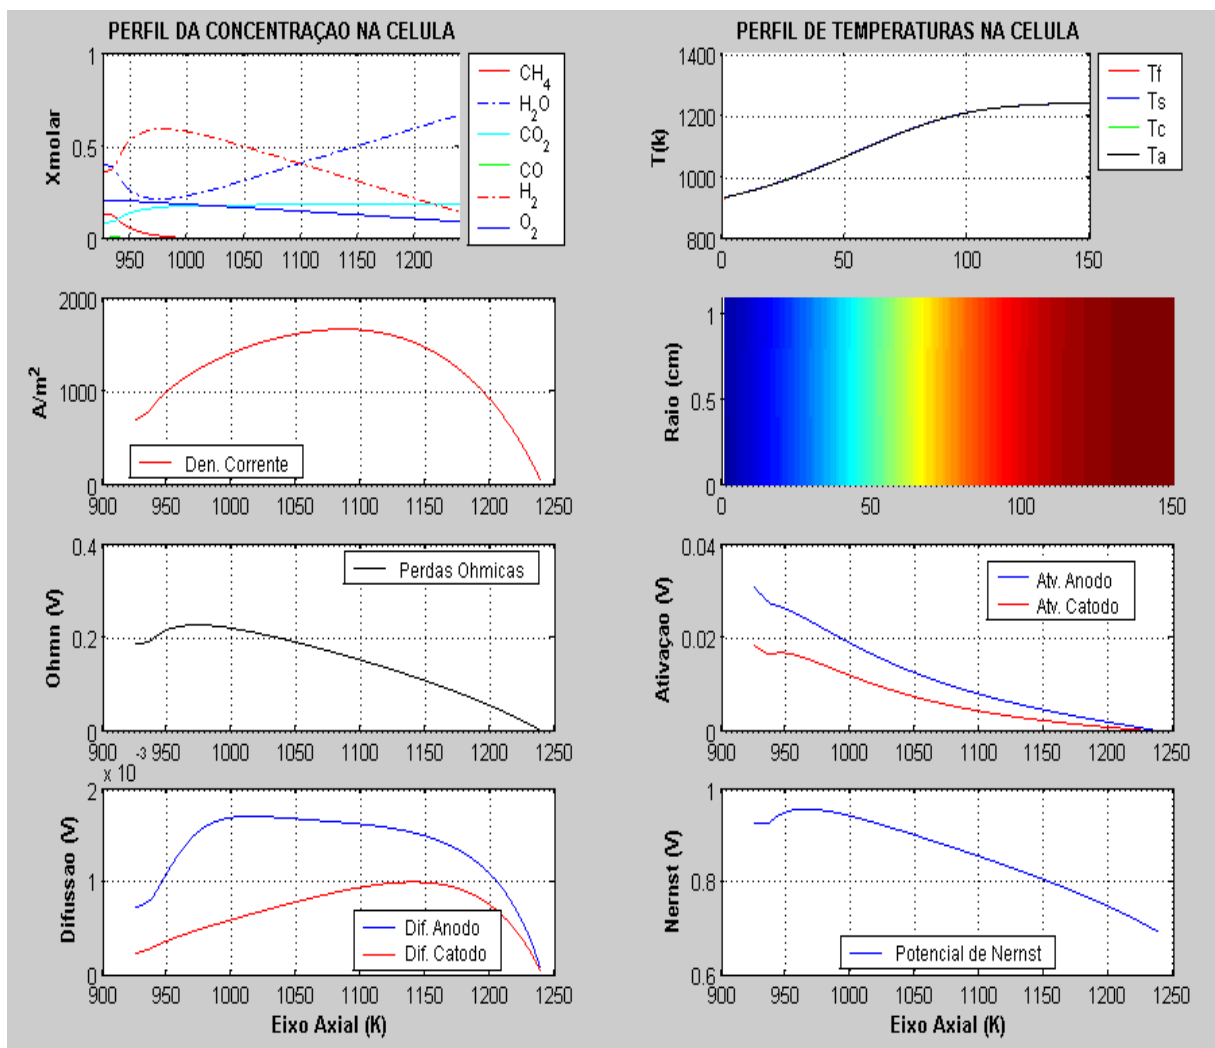 PERFIL DA CONCENTRAÇAO NA CELULA
Xmolar
1
0.5
0
950 1000 1050 1100 1150 1200
CH4
H2O
CO2
CO
H2
O2
PERFIL DE TEMPERATURAS NA CELULA
T(k)
1400
1200
1000
800
0 50 100 150
Tf
Ts
Tc
Ta
A/m2
2000
1000
0
Den. Corrente
900 950 1000 1050 1100 1150 1200 1250
Raio (cm)
1
0.5
0
0 50 100 150
Ohmn (V)
0.4
0.2
0
Perdas Ohmicas
900 950 1000 1050 1100 1150 1200 1250
Ativaçao (V)
0.04
0.02
0
Atv. Anodo
Atv. Catodo
900 950 1000 1050 1100 1150 1200 1250
x 10-3
Difussao (V)
2
1
0
Dif. Anodo
Dif. Catodo
900 950 1000 1050 1100 1150 1200 1250
Eixo Axial (K)
Nernst (V)
1
0.8
0.6
Potencial de Nernst
900 950 1000 1050 1100 1150 1200 1250
Eixo Axial (K)